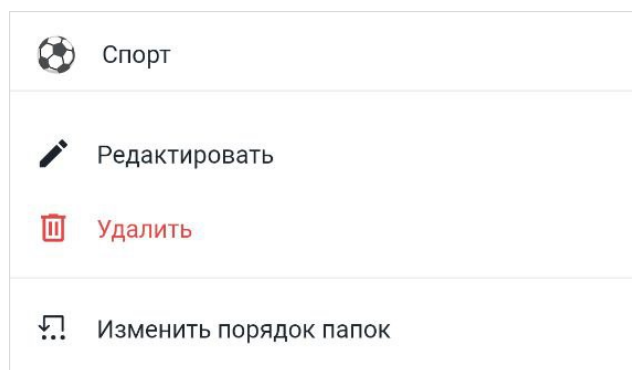 Спорт
Редактировать
Удалить
Изменить порядок папок